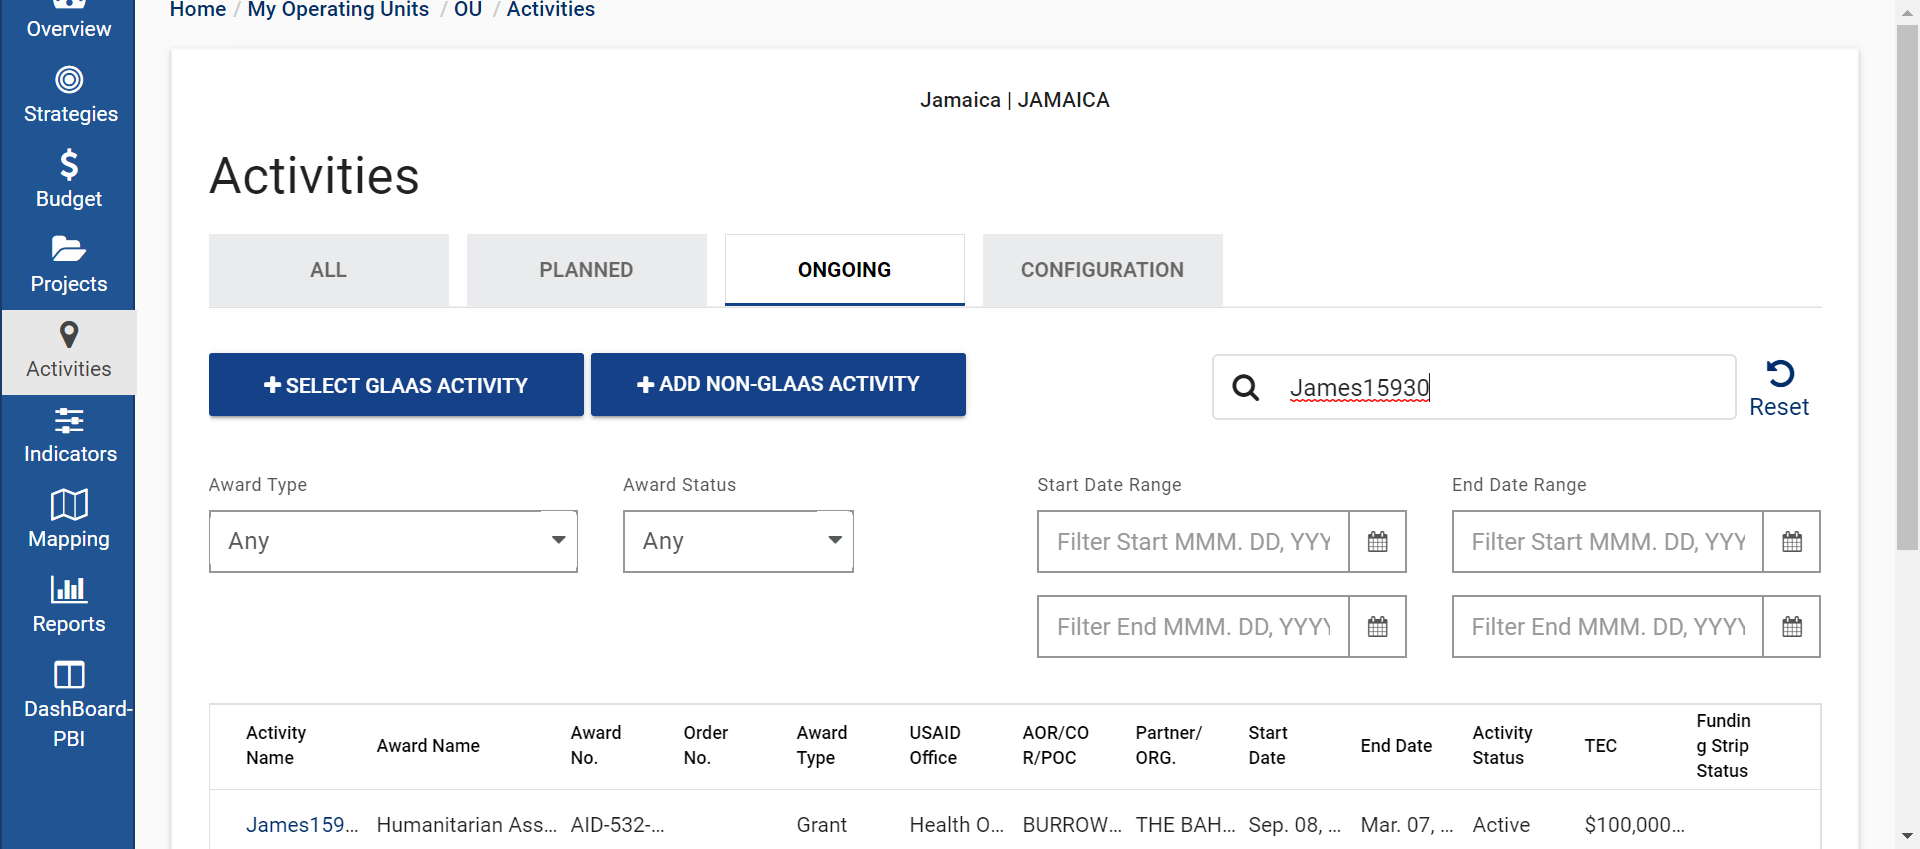 Home / My Operating Units / OU / Activities
Overview
Strategies
Budget
Projects
Activities
Indicators
Mapping
Reports
DashBoard-
PBI
Jamaica | JAMAICA
Activities
ALL
PLANNED
ONGOING
CONFIGURATION
SELECT GLAAS ACTIVITY
ADD NON-GLAAS ACTIVITY
James15930
Reset
Award Type
Award Status
Start Date Range
End Date Range
Any
Any
Filter Start MMM. DD, YYY
Filter Start MMM. DD, YYY
Filter End MMM. DD, YYYY
Filter End MMM. DD, YYYY
Activity
Name
Award Name
Award
No.
Order
No.
Award
Type
USAID
Office
AOR/CO
R/POC
Partner/
ORG.
Start
Date
End Date
Activity
Status
TEC
Fundin
g Strip
Status
James159... Humanitarian Ass... AID-532-... Grant Health O... BURROW... THE BAH... Sep. 08, ... Mar. 07, ... Active $100,000...